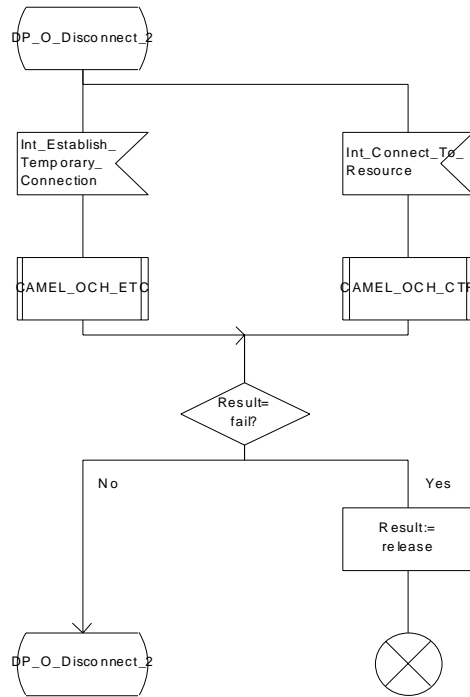 DP_O_Disconnect_2
Int_Establish_
Temporary_
Connection
Int_Connect_To_
Resource
CAMEL_OCH_ETC
CAMEL_OCH_CTR
Result=
fail?
No
Yes
Result:=
release
DP_O_Disconnect_2